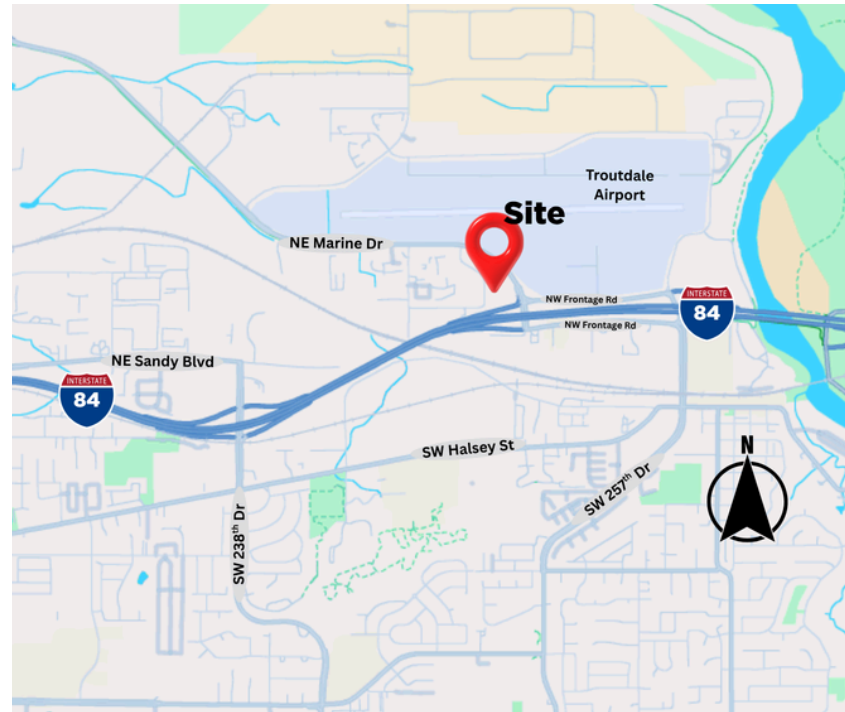 Troutdale
Airport
Site
NE Marine Dr
NW Frontage Rd
INTERSTATE
84
NW Frontage Rd
NE Sandy Blvd
INTERSTATE
84
SW Halsey St
N
SW 257th Dr
SW 238th Dr